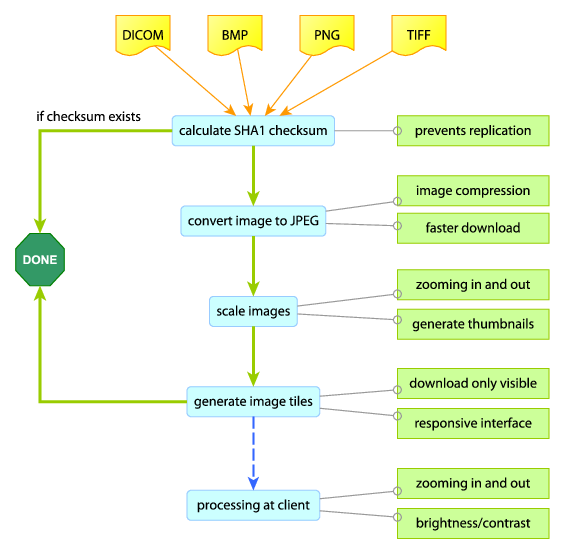 DICOM
BMP
PNG
TIFF
if checksum exists
calculate SHA1 checksum
prevents replication
convert image to JPEG
image compression
faster download
DONE
scale images
zooming in and out
generate thumbnails
generate image tiles
download only visible
responsive interface
processing at client
zooming in and out
brightness/contrast